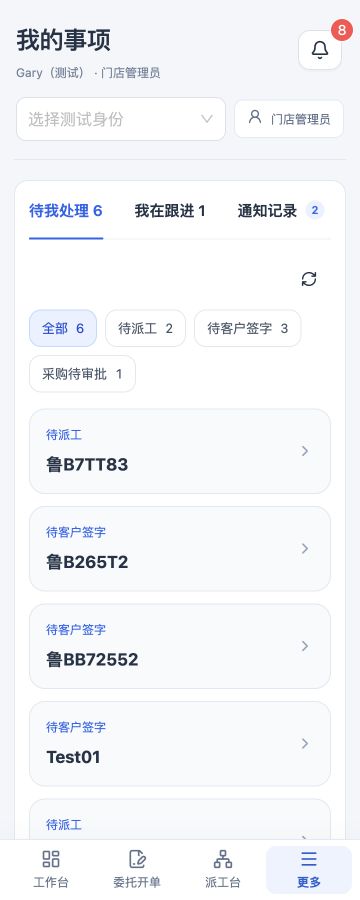 我的事项
8
Gary（测试） · 门店管理员
选择测试身份
门店管理员
待我处理 6
我在跟进 1
通知记录 2
全部 6
待派工 2
待客户签字 3
采购待审批 1
待派工
鲁B7TT83
待客户签字
鲁B265T2
待客户签字
鲁BB72552
待客户签字
Test01
待派工
工作台
委托开单
派工台
更多